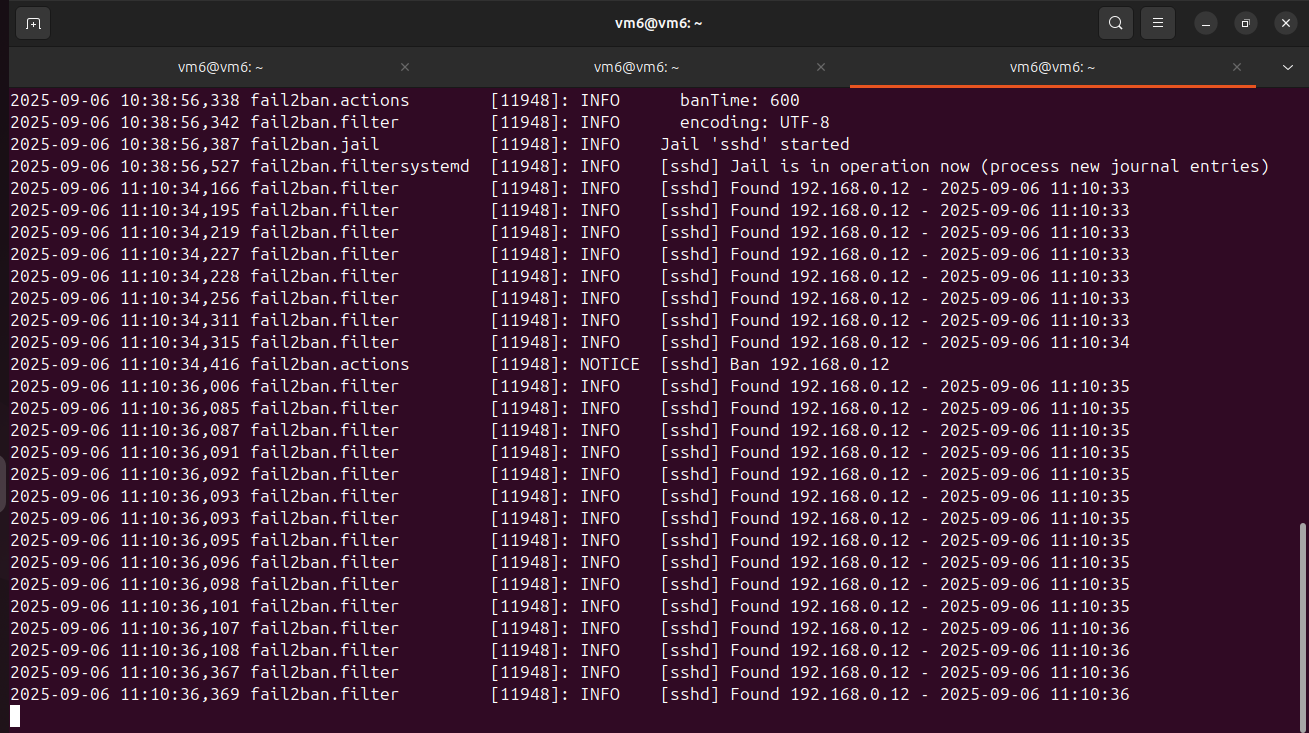 vm6@vm6: ~
vm6@vm6: ~ vm6@vm6: ~ vm6@vm6: ~
2025-09-06 10:38:56,338 fail2ban.actions        [11948]: INFO      banTime: 600
2025-09-06 10:38:56,342 fail2ban.filter         [11948]: INFO      encoding: UTF-8
2025-09-06 10:38:56,387 fail2ban.jail           [11948]: INFO    Jail 'sshd' started
2025-09-06 10:38:56,527 fail2ban.filtersystemd  [11948]: INFO    [sshd] Jail is in operation now (process new journal entries)
2025-09-06 11:10:34,166 fail2ban.filter         [11948]: INFO    [sshd] Found 192.168.0.12 - 2025-09-06 11:10:33
2025-09-06 11:10:34,195 fail2ban.filter         [11948]: INFO    [sshd] Found 192.168.0.12 - 2025-09-06 11:10:33
2025-09-06 11:10:34,219 fail2ban.filter         [11948]: INFO    [sshd] Found 192.168.0.12 - 2025-09-06 11:10:33
2025-09-06 11:10:34,227 fail2ban.filter         [11948]: INFO    [sshd] Found 192.168.0.12 - 2025-09-06 11:10:33
2025-09-06 11:10:34,228 fail2ban.filter         [11948]: INFO    [sshd] Found 192.168.0.12 - 2025-09-06 11:10:33
2025-09-06 11:10:34,256 fail2ban.filter         [11948]: INFO    [sshd] Found 192.168.0.12 - 2025-09-06 11:10:33
2025-09-06 11:10:34,311 fail2ban.filter         [11948]: INFO    [sshd] Found 192.168.0.12 - 2025-09-06 11:10:33
2025-09-06 11:10:34,315 fail2ban.filter         [11948]: INFO    [sshd] Found 192.168.0.12 - 2025-09-06 11:10:34
2025-09-06 11:10:34,416 fail2ban.actions        [11948]: NOTICE  [sshd] Ban 192.168.0.12
2025-09-06 11:10:36,006 fail2ban.filter         [11948]: INFO    [sshd] Found 192.168.0.12 - 2025-09-06 11:10:35
2025-09-06 11:10:36,085 fail2ban.filter         [11948]: INFO    [sshd] Found 192.168.0.12 - 2025-09-06 11:10:35
2025-09-06 11:10:36,087 fail2ban.filter         [11948]: INFO    [sshd] Found 192.168.0.12 - 2025-09-06 11:10:35
2025-09-06 11:10:36,091 fail2ban.filter         [11948]: INFO    [sshd] Found 192.168.0.12 - 2025-09-06 11:10:35
2025-09-06 11:10:36,092 fail2ban.filter         [11948]: INFO    [sshd] Found 192.168.0.12 - 2025-09-06 11:10:35
2025-09-06 11:10:36,093 fail2ban.filter         [11948]: INFO    [sshd] Found 192.168.0.12 - 2025-09-06 11:10:35
2025-09-06 11:10:36,093 fail2ban.filter         [11948]: INFO    [sshd] Found 192.168.0.12 - 2025-09-06 11:10:35
2025-09-06 11:10:36,095 fail2ban.filter         [11948]: INFO    [sshd] Found 192.168.0.12 - 2025-09-06 11:10:35
2025-09-06 11:10:36,096 fail2ban.filter         [11948]: INFO    [sshd] Found 192.168.0.12 - 2025-09-06 11:10:35
2025-09-06 11:10:36,098 fail2ban.filter         [11948]: INFO    [sshd] Found 192.168.0.12 - 2025-09-06 11:10:35
2025-09-06 11:10:36,101 fail2ban.filter         [11948]: INFO    [sshd] Found 192.168.0.12 - 2025-09-06 11:10:35
2025-09-06 11:10:36,107 fail2ban.filter         [11948]: INFO    [sshd] Found 192.168.0.12 - 2025-09-06 11:10:36
2025-09-06 11:10:36,108 fail2ban.filter         [11948]: INFO    [sshd] Found 192.168.0.12 - 2025-09-06 11:10:36
2025-09-06 11:10:36,367 fail2ban.filter         [11948]: INFO    [sshd] Found 192.168.0.12 - 2025-09-06 11:10:36
2025-09-06 11:10:36,369 fail2ban.filter         [11948]: INFO    [sshd] Found 192.168.0.12 - 2025-09-06 11:10:36